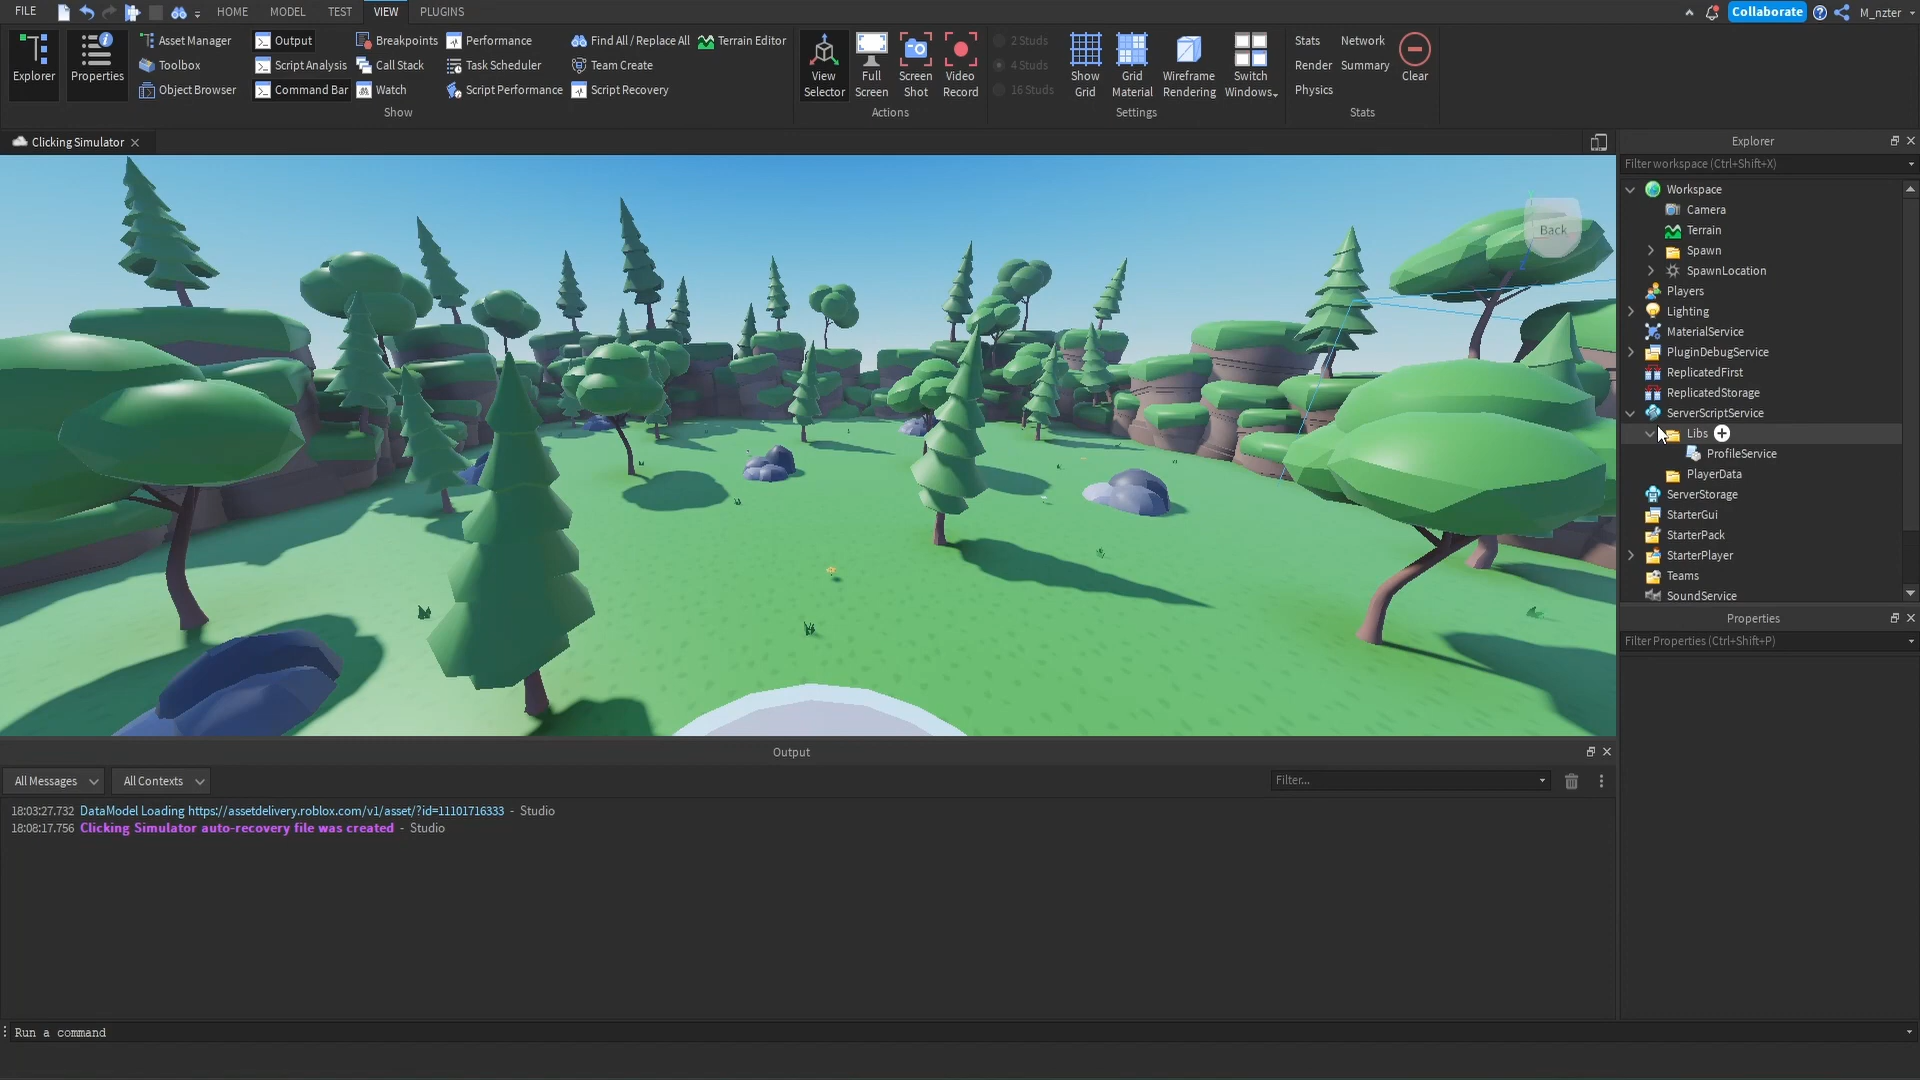 FILE HOME MODEL TEST VIEW PLUGINS Collaborate M_nzter
Explorer
Properties
Asset Manager
Toolbox
Object Browser
Output
Script Analysis
Command Bar
Breakpoints
Call Stack
Watch
Performance
Task Scheduler
Script Performance
Find All / Replace All
Team Create
Script Recovery
Terrain Editor
Show
View
Selector
Full
Screen
Screen
Shot
Video
Record
Actions
2 Studs
4 Studs
16 Studs
Show
Grid
Grid
Material
Wireframe
Rendering
Switch
Windows
Settings
Stats
Render
Physics
Network
Summary
Clear
Stats
Clicking Simulator
Back
Explorer
Filter workspace (Ctrl+Shift+X)
Workspace
Camera
Terrain
Spawn
SpawnLocation
Players
Lighting
MaterialService
PluginDebugService
ReplicatedFirst
ReplicatedStorage
ServerScriptService
Libs
ProfileService
PlayerData
ServerStorage
StarterGui
StarterPack
StarterPlayer
Teams
SoundService
Properties
Filter Properties (Ctrl+Shift+P)
Output
All Messages All Contexts Filter...
18:03:27.732 DataModel Loading https://assetdelivery.roblox.com/v1/asset/?id=11101716333 - Studio
18:08:17.756 Clicking Simulator auto-recovery file was created - Studio
Run a command